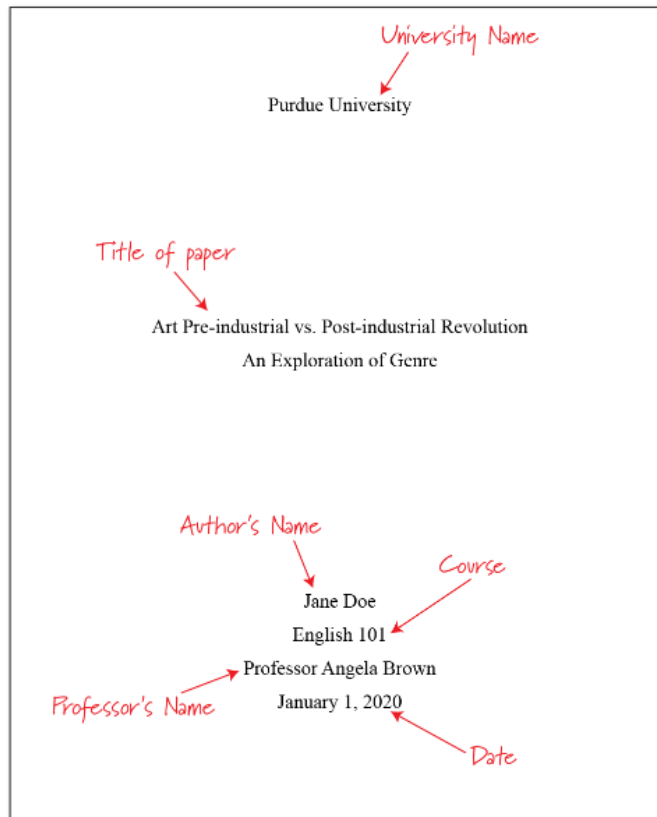 University Name
Purdue University
Title of paper
Art Pre-industrial vs. Post-industrial Revolution
An Exploration of Genre
Author's Name
Course
Jane Doe
English 101
Professor Angela Brown
Professor's Name
January 1, 2020
Date